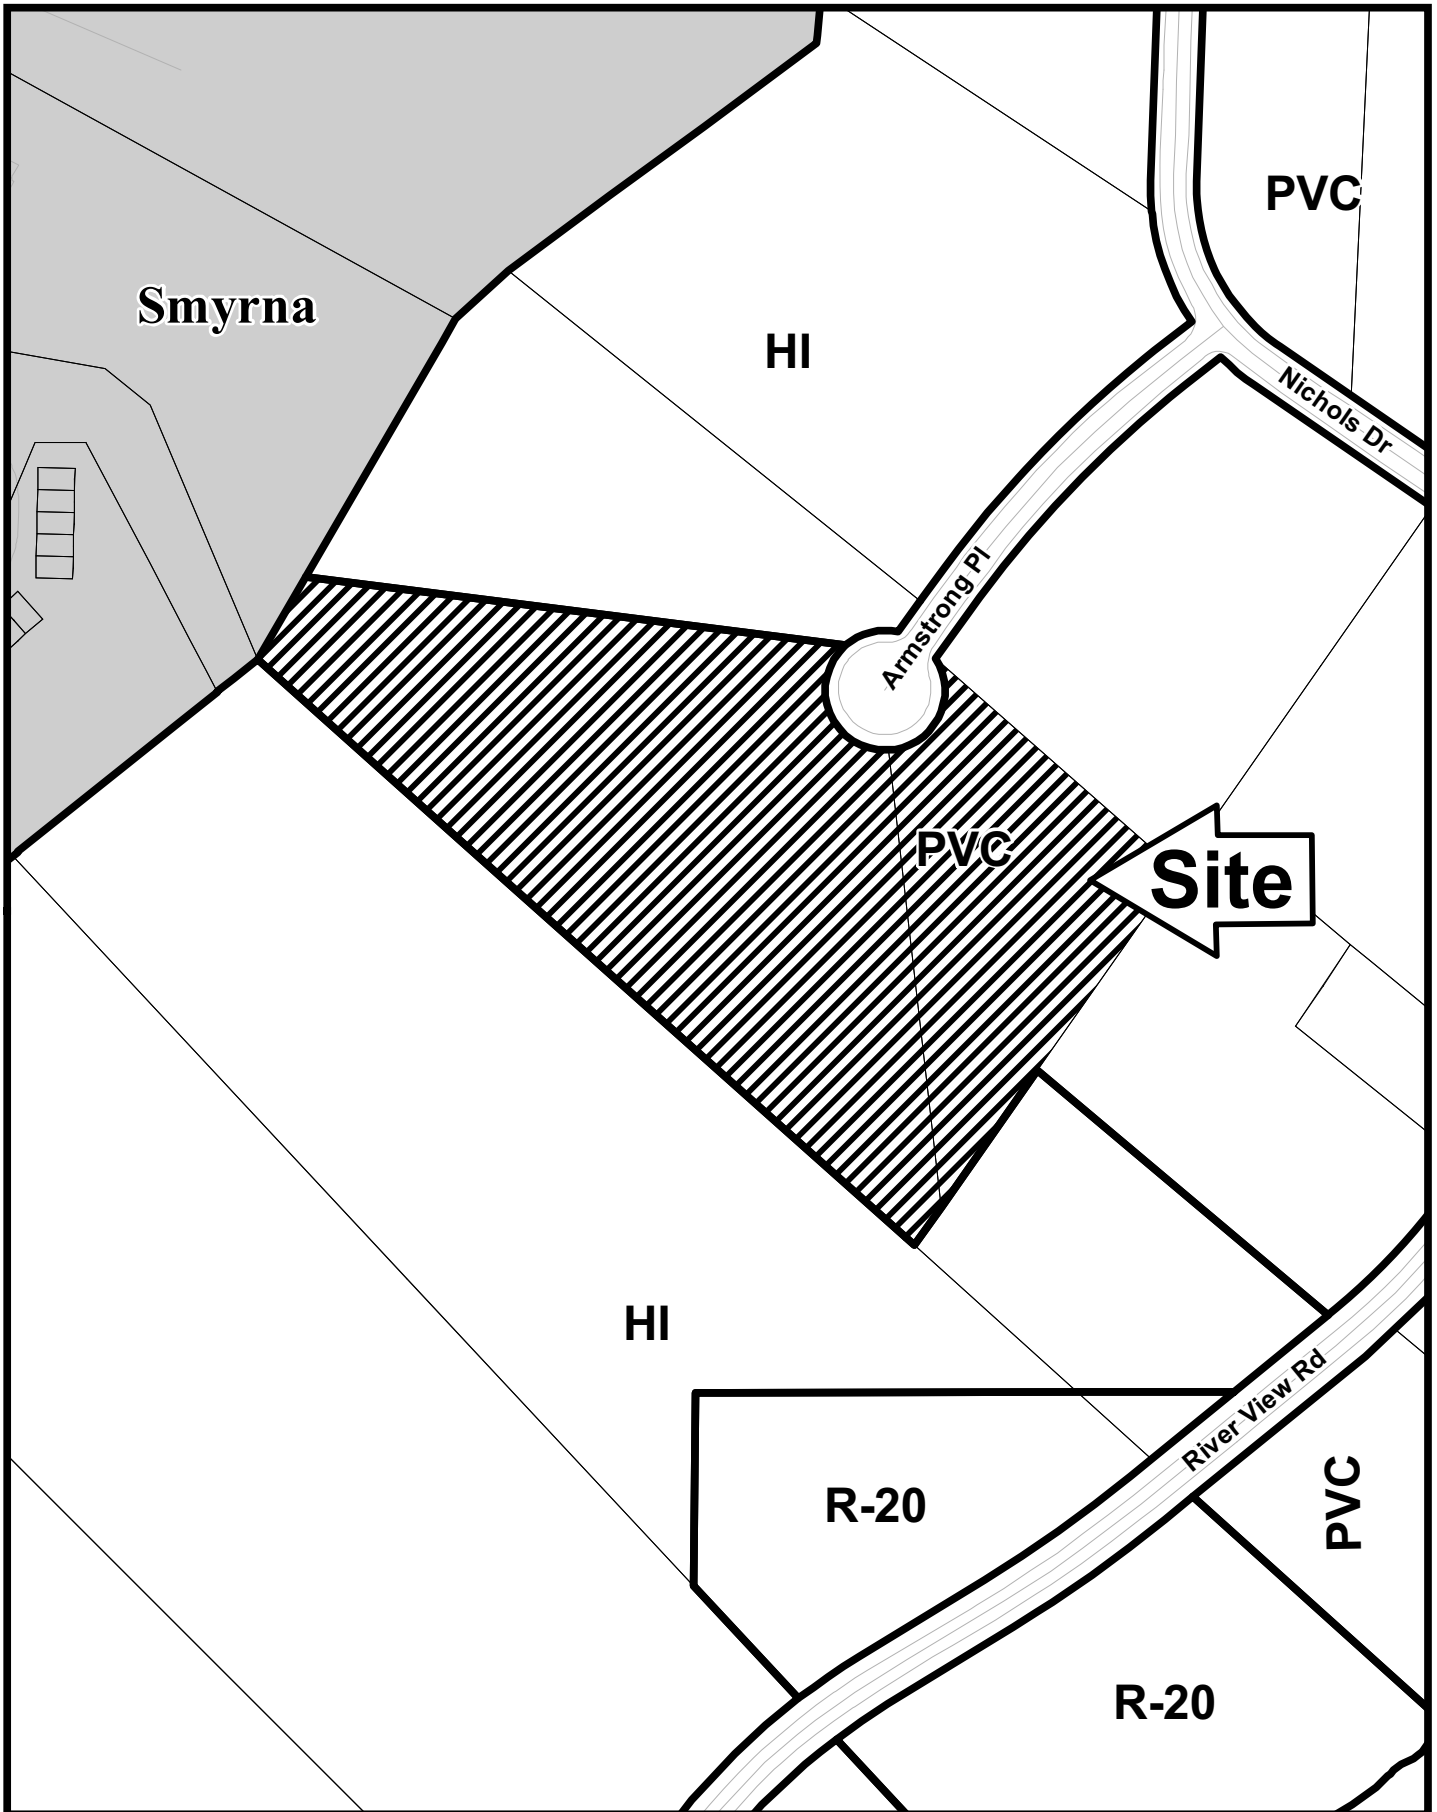 PVC
Smyrna
HI
Nichols Dr
Armstrong Pl
PVC
Site
HI
River View Rd
R-20
PVC
R-20